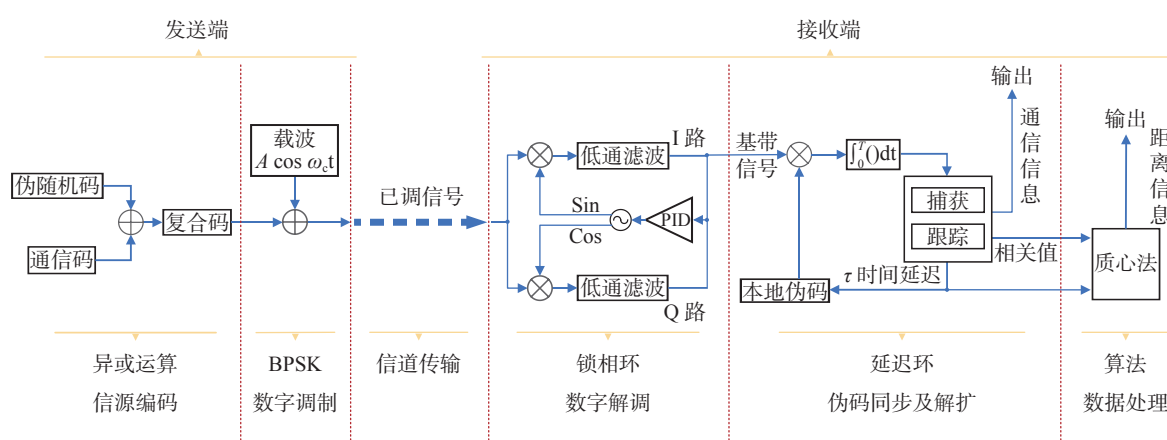 发送端
接收端
伪随机码
通信码
复合码
载波
A cos ω_c t
已调信号
低通滤波
I 路
Sin
Cos
PID
低通滤波
Q 路
基带
信号
∫₀ᵀ()dt
捕获
跟踪
输出
通信信息
相关值
τ 时间延迟
本地伪码
输出
距离信息
质心法
异或运算
信源编码
BPSK
数字调制
信道传输
锁相环
数字解调
延迟环
伪码同步及解扩
算法
数据处理